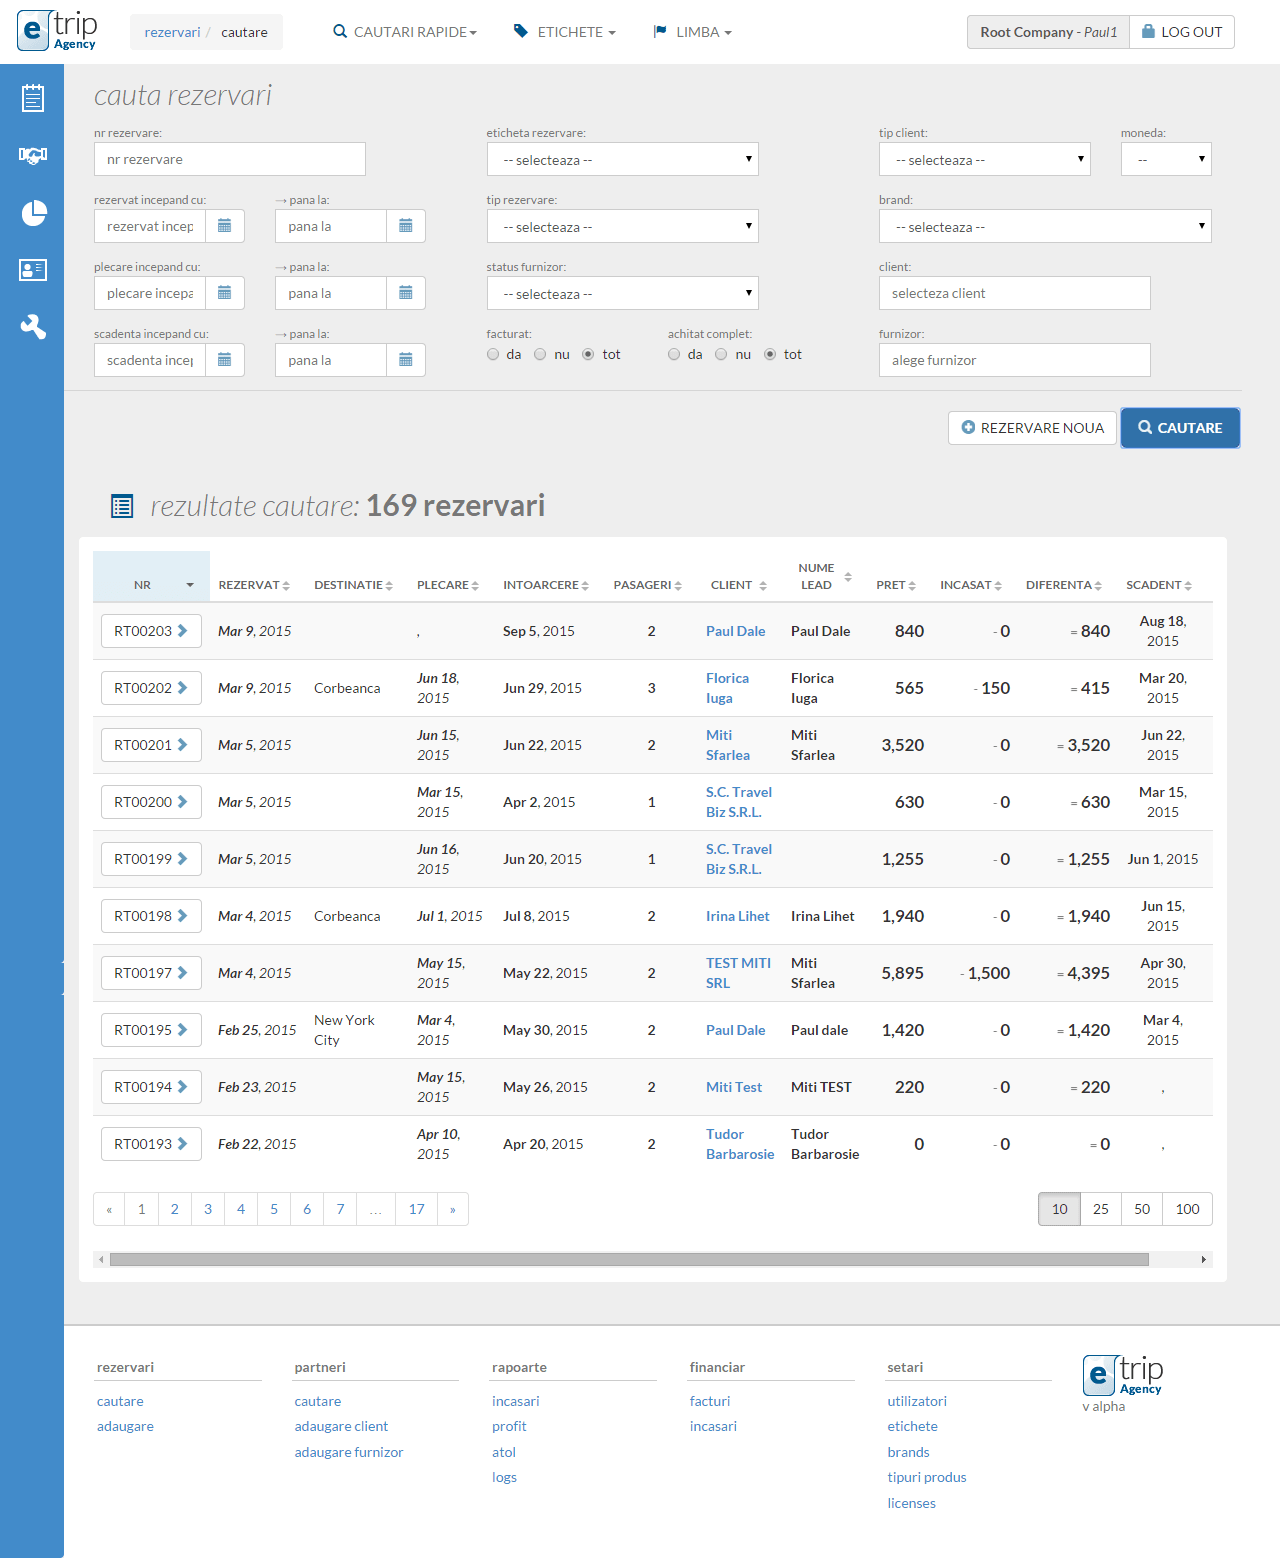 e trip Agency
rezervari / cautare
CAUTARI RAPIDE
ETICHETE
LIMBA
Root Company - Paul1
LOG OUT
cauta rezervari
nr rezervare: eticheta rezervare: tip client: moneda:
nr rezervare -- selecteaza -- -- selecteaza -- --
rezervat incepand cu: → pana la: tip rezervare: brand:
rezervat incep pana la -- selecteaza -- -- selecteaza --
plecare incepand cu: → pana la: status furnizor: client:
plecare incepa pana la -- selecteaza -- selecteza client
scadenta incepand cu: → pana la: facturat: achitat complet: furnizor:
scadenta incep pana la da nu tot da nu tot alege furnizor
REZERVARE NOUA CAUTARE
rezultate cautare: 169 rezervari
NR REZERVAT DESTINATIE PLECARE INTOARCERE PASAGERI CLIENT NUME LEAD PRET INCASAT DIFERENTA SCADENT
RT00203 Mar 9, 2015 , Sep 5, 2015 2 Paul Dale Paul Dale 840 - 0 = 840 Aug 18, 2015
RT00202 Mar 9, 2015 Corbeanca Jun 18, 2015 Jun 29, 2015 3 Florica Iuga Florica Iuga 565 - 150 = 415 Mar 20, 2015
RT00201 Mar 5, 2015 Jun 15, 2015 Jun 22, 2015 2 Miti Sfarlea Miti Sfarlea 3,520 - 0 = 3,520 Jun 22, 2015
RT00200 Mar 5, 2015 Mar 15, 2015 Apr 2, 2015 1 S.C. Travel Biz S.R.L. 630 - 0 = 630 Mar 15, 2015
RT00199 Mar 5, 2015 Jun 16, 2015 Jun 20, 2015 1 S.C. Travel Biz S.R.L. 1,255 - 0 = 1,255 Jun 1, 2015
RT00198 Mar 4, 2015 Corbeanca Jul 1, 2015 Jul 8, 2015 2 Irina Lihet Irina Lihet 1,940 - 0 = 1,940 Jun 15, 2015
RT00197 Mar 4, 2015 May 15, 2015 May 22, 2015 2 TEST MITI SRL Miti Sfarlea 5,895 - 1,500 = 4,395 Apr 30, 2015
RT00195 Feb 25, 2015 New York City Mar 4, 2015 May 30, 2015 2 Paul Dale Paul dale 1,420 - 0 = 1,420 Mar 4, 2015
RT00194 Feb 23, 2015 May 15, 2015 May 26, 2015 2 Miti Test Miti TEST 220 - 0 = 220 ,
RT00193 Feb 22, 2015 Apr 10, 2015 Apr 20, 2015 2 Tudor Barbarosie Tudor Barbarosie 0 - 0 = 0 ,
« 1 2 3 4 5 6 7 ... 17 » 10 25 50 100
rezervari
cautare
adaugare
partneri
cautare
adaugare client
adaugare furnizor
rapoarte
incasari
profit
atol
logs
financiar
facturi
incasari
setari
utilizatori
etichete
brands
tipuri produs
licenses
e trip Agency
v alpha